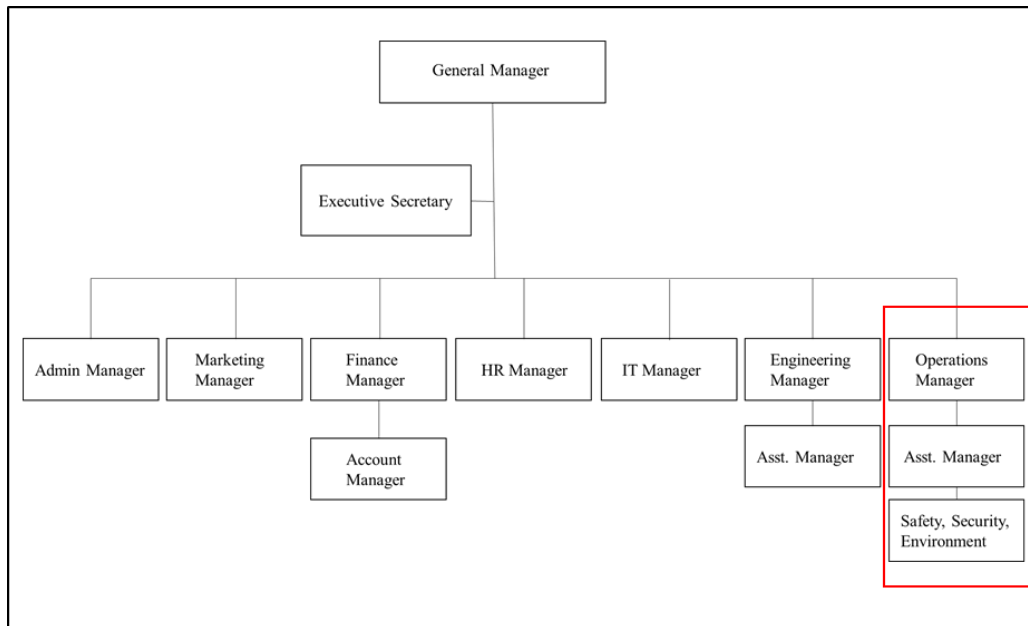 General Manager
Executive Secretary
Admin Manager
Marketing
Manager
Finance
Manager
HR Manager
IT Manager
Engineering
Manager
Operations
Manager
Account
Manager
Asst. Manager
Asst. Manager
Safety, Security,
Environment